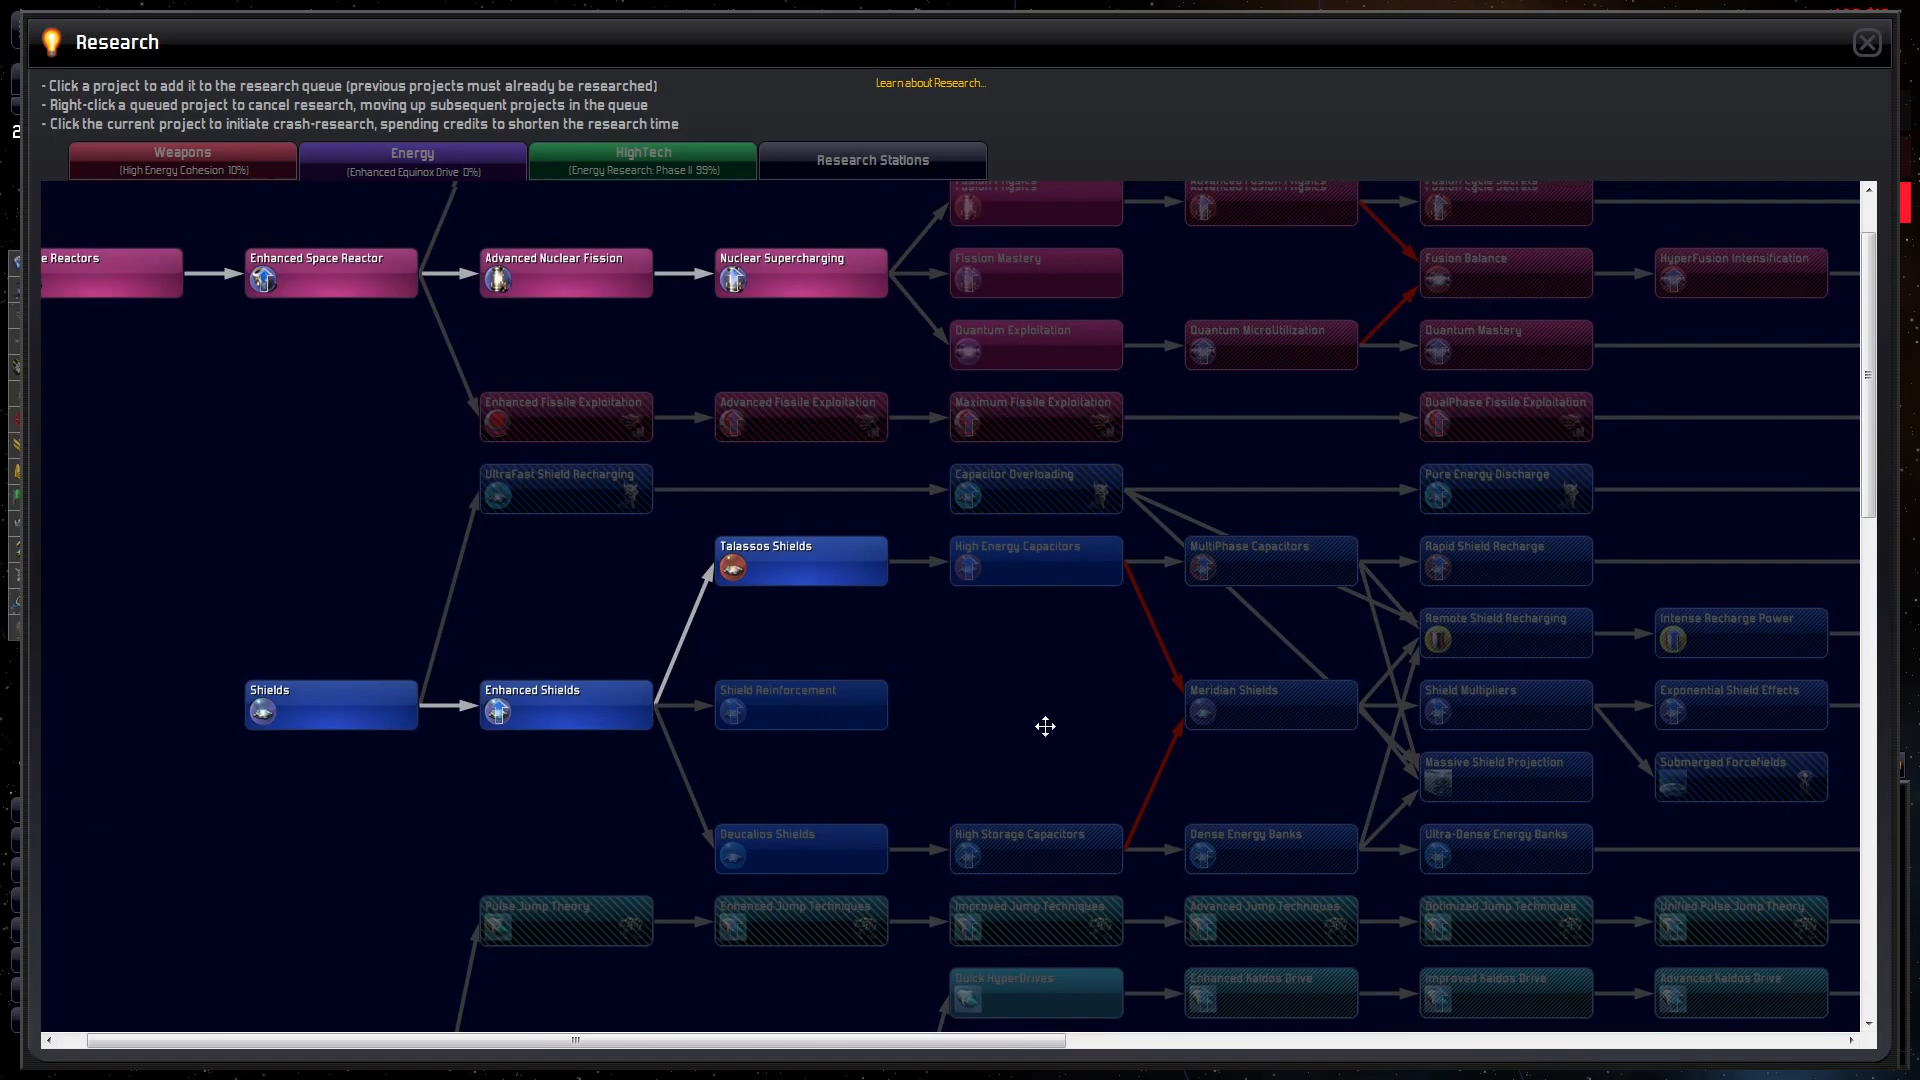 Research
- Click a project to add it to the research queue (previous projects must already be researched)
- Right-click a queued project to cancel research, moving up subsequent projects in the queue
- Click the current project to initiate crash-research, spending credits to shorten the research time
Learn about Research...
Weapons
(High Energy Cohesion 10%)
Energy
(Enhanced Equinox Drive 0%)
HighTech
(Energy Research: Phase II 99%)
Research Stations
Fusion Physics
Advanced Fusion Physics
Fusion Cycle Secrets
e Reactors
Enhanced Space Reactor
Advanced Nuclear Fission
Nuclear Supercharging
Fission Mastery
Fusion Balance
HyperFusion Intensification
Quantum Exploitation
Quantum MicroUtilization
Quantum Mastery
Enhanced Fissile Exploitation
Advanced Fissile Exploitation
Maximum Fissile Exploitation
DualPhase Fissile Exploitation
UltraFast Shield Recharging
Capacitor Overloading
Pure Energy Discharge
Talassos Shields
High Energy Capacitors
MultiPhase Capacitors
Rapid Shield Recharge
Remote Shield Recharging
Intense Recharge Power
Shields
Enhanced Shields
Shield Reinforcement
Meridian Shields
Shield Multipliers
Exponential Shield Effects
Massive Shield Projection
Submerged Forcefields
Deucalios Shields
High Storage Capacitors
Dense Energy Banks
Ultra-Dense Energy Banks
Pulse Jump Theory
Enhanced Jump Techniques
Improved Jump Techniques
Advanced Jump Techniques
Optimized Jump Techniques
Unified Pulse Jump Theory
Quick HyperDrives
Enhanced Kaldos Drive
Improved Kaldos Drive
Advanced Kaldos Drive